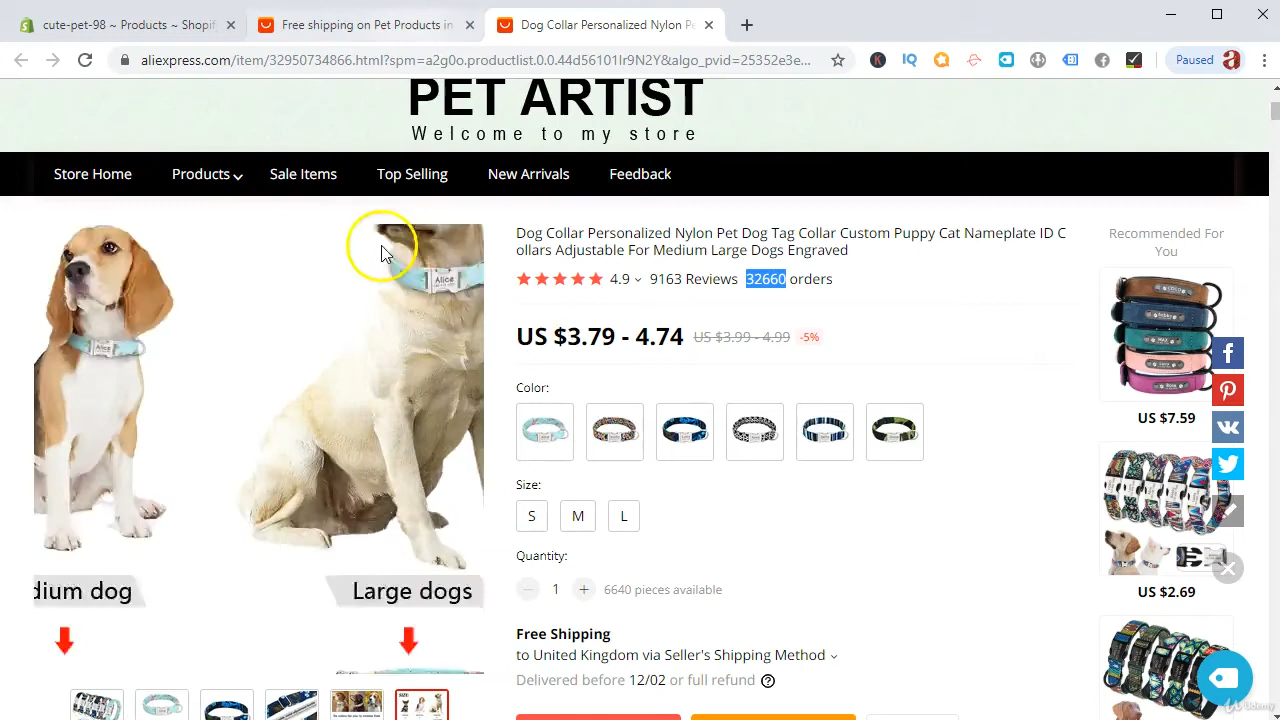 cute-pet-98 ~ Products ~ Shopif
Free shipping on Pet Products in
Dog Collar Personalized Nylon Pe
aliexpress.com/item/32950734866.html?spm=a2g0o.productlist.0.0.44d56101Ir9N2Y&algo_pvid=25352e3e...
Paused
PET ARTIST
Welcome to my store
Store Home
Products
Sale Items
Top Selling
New Arrivals
Feedback
Dog Collar Personalized Nylon Pet Dog Tag Collar Custom Puppy Cat Nameplate ID C
ollars Adjustable For Medium Large Dogs Engraved
4.9
9163 Reviews
32660 orders
US $3.79 - 4.74
US $3.99 - 4.99
-5%
Color:
Size:
S
M
L
Quantity:
1
6640 pieces available
Free Shipping
to United Kingdom via Seller's Shipping Method
Delivered before 12/02 or full refund
Alice
Alice
dium dog
Large dogs
Recommended For
You
US $7.59
US $2.69
Udemy